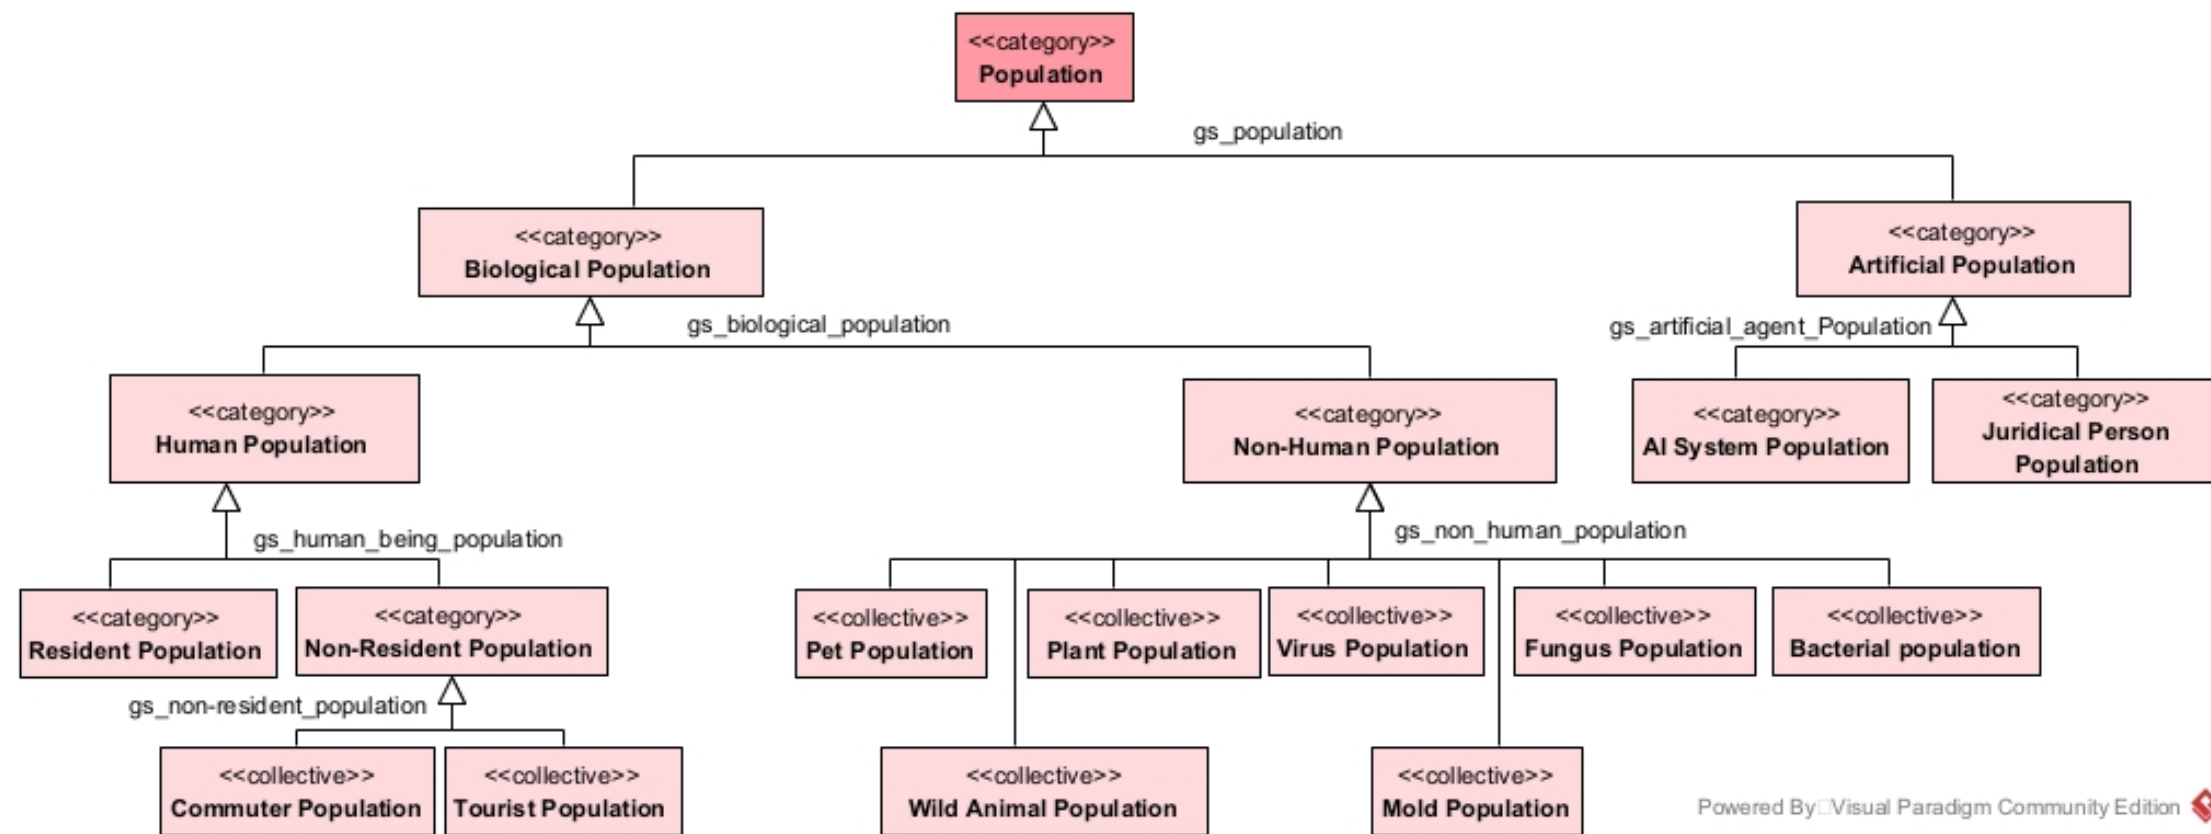 <<category>>
Population
gs_population
<<category>>
Biological Population
<<category>>
Artificial Population
gs_biological_population
gs_artificial_agent_Population
<<category>>
Human Population
<<category>>
Non-Human Population
<<category>>
AI System Population
<<category>>
Juridical Person
Population
gs_human_being_population
gs_non_human_population
<<category>>
Resident Population
<<category>>
Non-Resident Population
<<collective>>
Pet Population
<<collective>>
Plant Population
<<collective>>
Virus Population
<<collective>>
Fungus Population
<<collective>>
Bacterial population
gs_non-resident_population
<<collective>>
Commuter Population
<<collective>>
Tourist Population
<<collective>>
Wild Animal Population
<<collective>>
Mold Population
Powered By Visual Paradigm Community Edition